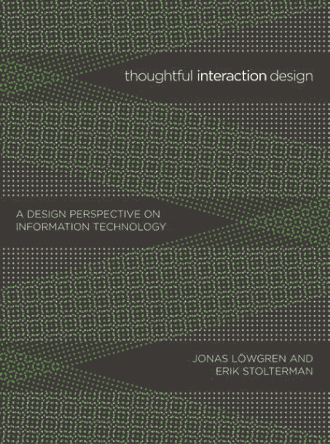 thoughtful interaction design
A DESIGN PERSPECTIVE ON
INFORMATION TECHNOLOGY
JONAS LÖWGREN AND
ERIK STOLTERMAN